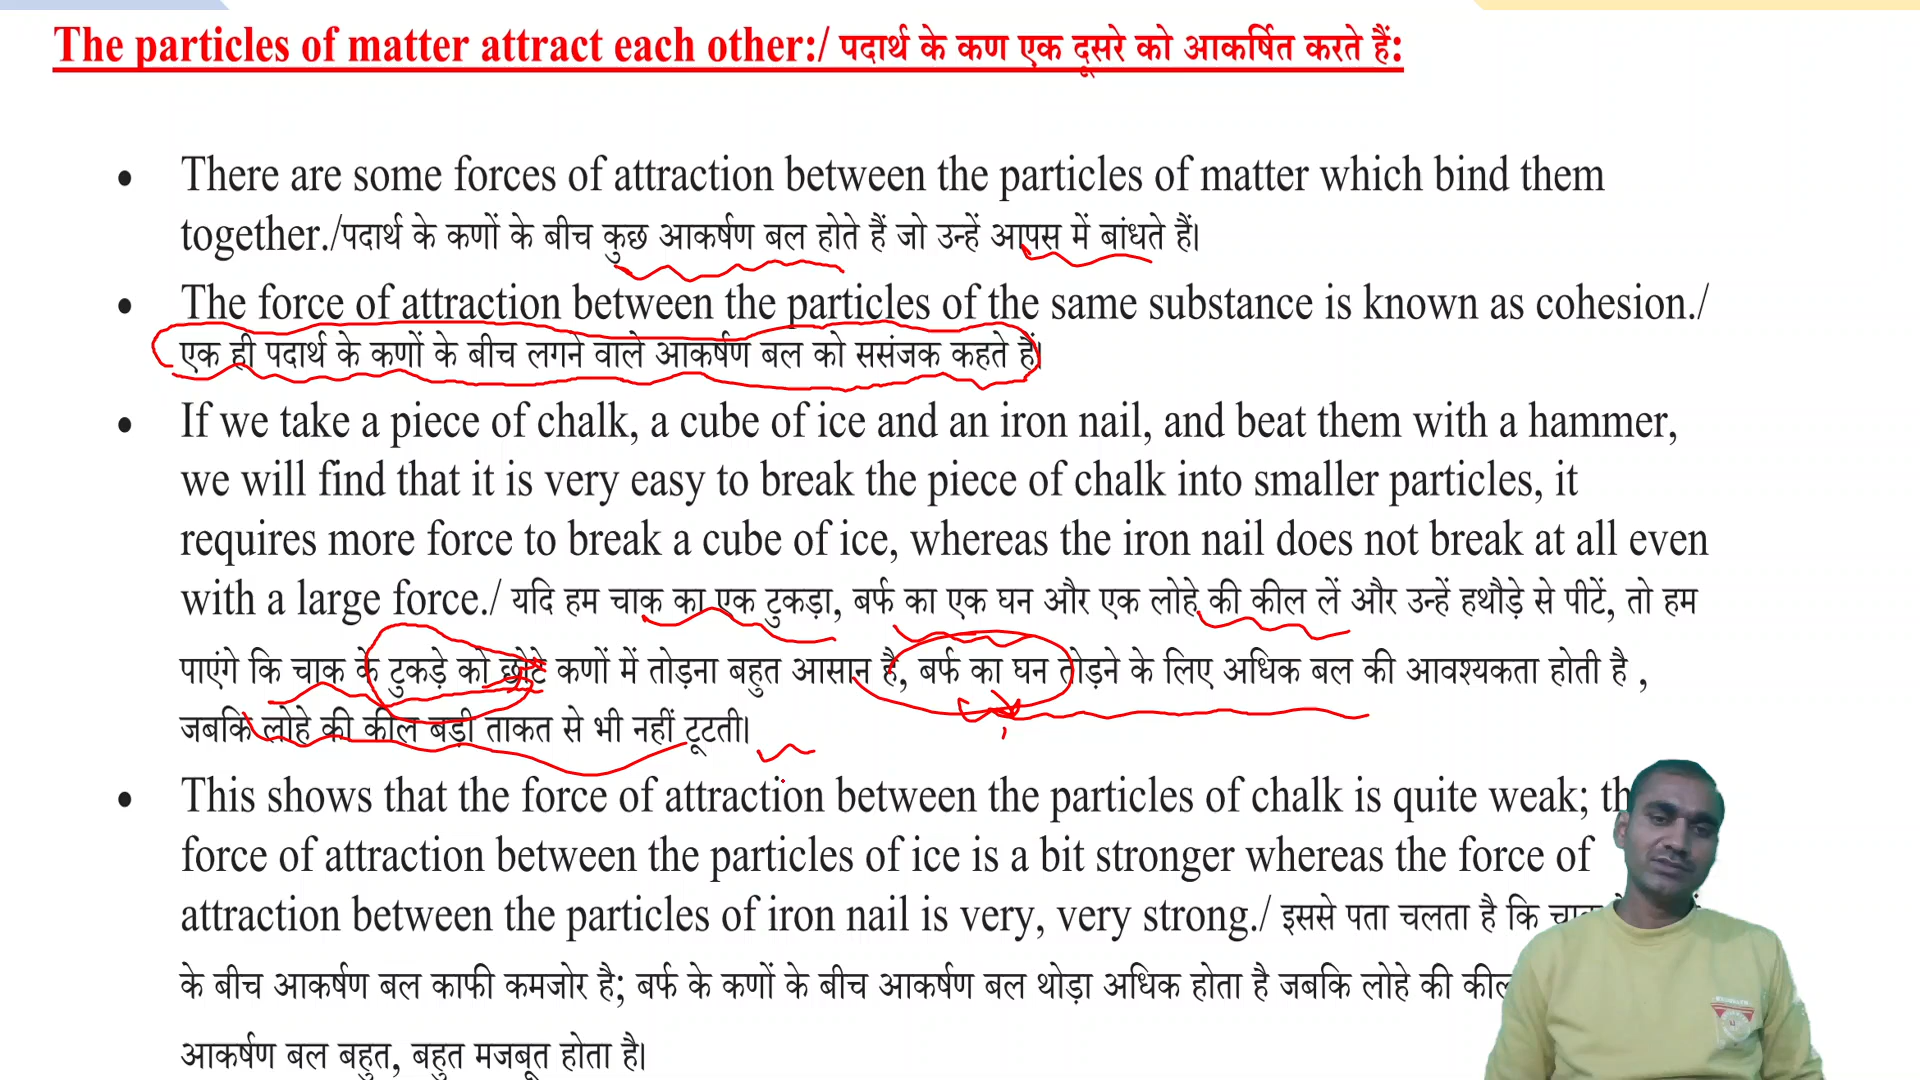 The particles of matter attract each other:/ पदार्थ के कण एक दूसरे को आकर्षित करते हैं:
• There are some forces of attraction between the particles of matter which bind them
together./पदार्थ के कणों के बीच कुछ आकर्षण बल होते हैं जो उन्हें आपस में बांधते हैं।
• The force of attraction between the particles of the same substance is known as cohesion./
एक ही पदार्थ के कणों के बीच लगने वाले आकर्षण बल को ससंजक कहते हैं।
• If we take a piece of chalk, a cube of ice and an iron nail, and beat them with a hammer,
we will find that it is very easy to break the piece of chalk into smaller particles, it
requires more force to break a cube of ice, whereas the iron nail does not break at all even
with a large force./ यदि हम चाक का एक टुकड़ा, बर्फ का एक घन और एक लोहे की कील लें और उन्हें हथौड़े से पीटें, तो हम
पाएंगे कि चाक के टुकड़े को छोटे कणों में तोड़ना बहुत आसान है, बर्फ का घन तोड़ने के लिए अधिक बल की आवश्यकता होती है ,
जबकि लोहे की कील बड़ी ताकत से भी नहीं टूटती।
• This shows that the force of attraction between the particles of chalk is quite weak;
force of attraction between the particles of ice is a bit stronger whereas the force of
attraction between the particles of iron nail is very, very strong./ इससे पता चलता है कि
के बीच आकर्षण बल काफी कमजोर है; बर्फ के कणों के बीच आकर्षण बल थोड़ा अधिक होता है जबकि लोहे की कील
आकर्षण बल बहुत, बहुत मजबूत होता है।